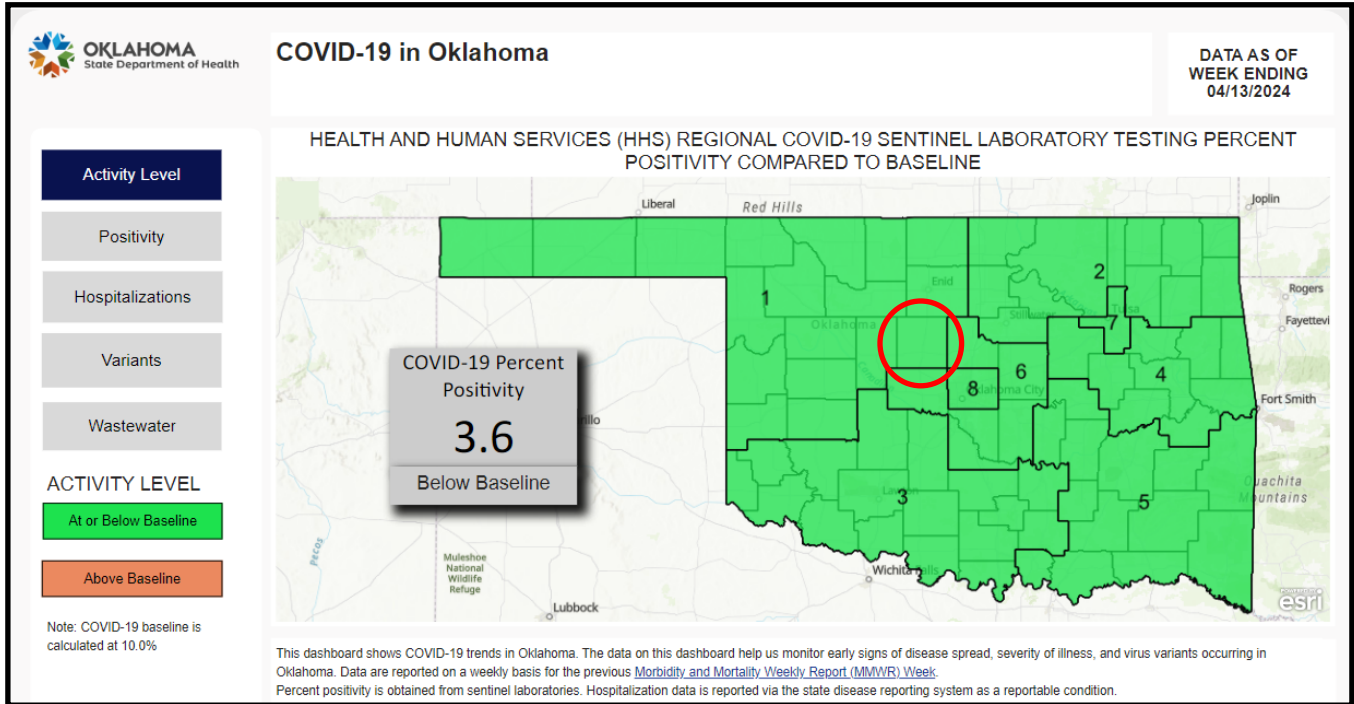 OKLAHOMA
State Department of Health
COVID-19 in Oklahoma
DATA AS OF
WEEK ENDING
04/13/2024
Activity Level
Positivity
Hospitalizations
Variants
Wastewater
ACTIVITY LEVEL
At or Below Baseline
Above Baseline
Note: COVID-19 baseline is
calculated at 10.0%
HEALTH AND HUMAN SERVICES (HHS) REGIONAL COVID-19 SENTINEL LABORATORY TESTING PERCENT
POSITIVITY COMPARED TO BASELINE
Liberal
Red Hills
Joplin
2
Enid
1
Rogers
Oklahoma
Stillwater
Tulsa
7
Fayettevi
COVID-19 Percent
Positivity
3.6
Below Baseline
6
4
8
Oklahoma City
Fort Smith
rillo
Ouachita
Mountains
Lawton
3
5
Pecos
Muleshoe
National
Wildlife
Refuge
Wichita Falls
Lubbock
POWERED BY
esri
This dashboard shows COVID-19 trends in Oklahoma. The data on this dashboard help us monitor early signs of disease spread, severity of illness, and virus variants occurring in
Oklahoma. Data are reported on a weekly basis for the previous Morbidity and Mortality Weekly Report (MMWR) Week.
Percent positivity is obtained from sentinel laboratories. Hospitalization data is reported via the state disease reporting system as a reportable condition.